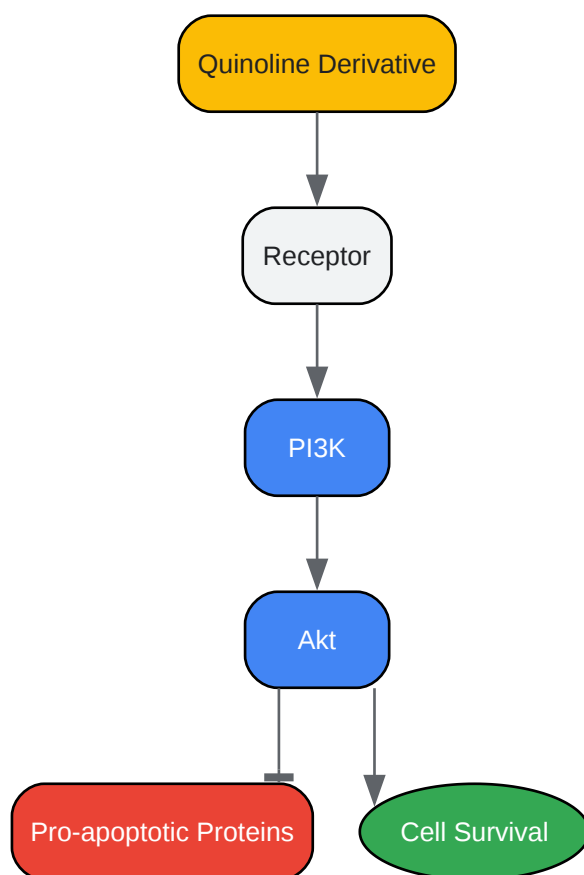 Quinoline Derivative
Receptor
PI3K
Akt
Pro-apoptotic Proteins
Cell Survival